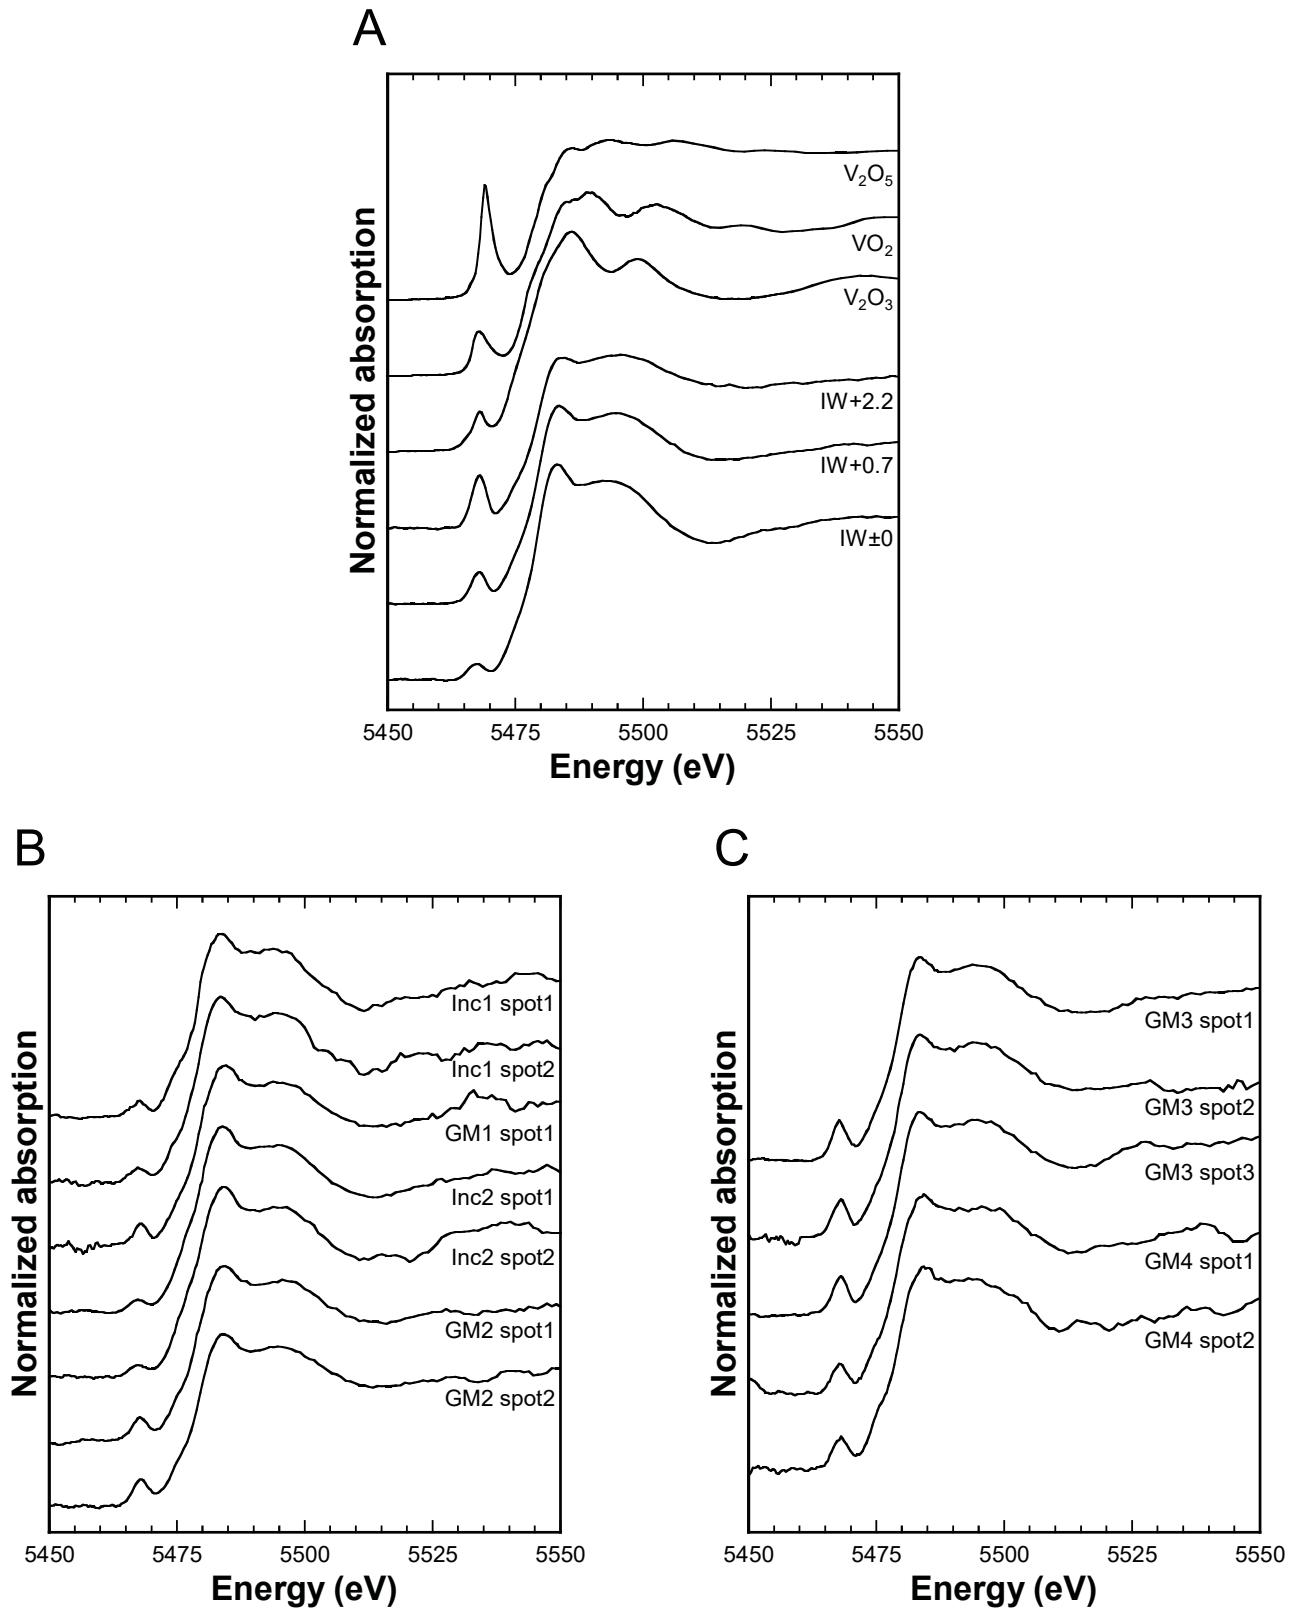 A
Normalized absorption
V₂O₅
VO₂
V₂O₃
IW+2.2
IW+0.7
IW±0
5450 5475 5500 5525 5550
Energy (eV)
B
Normalized absorption
Inc1 spot1
Inc1 spot2
GM1 spot1
Inc2 spot1
Inc2 spot2
GM2 spot1
GM2 spot2
5450 5475 5500 5525 5550
Energy (eV)
C
Normalized absorption
GM3 spot1
GM3 spot2
GM3 spot3
GM4 spot1
GM4 spot2
5450 5475 5500 5525 5550
Energy (eV)